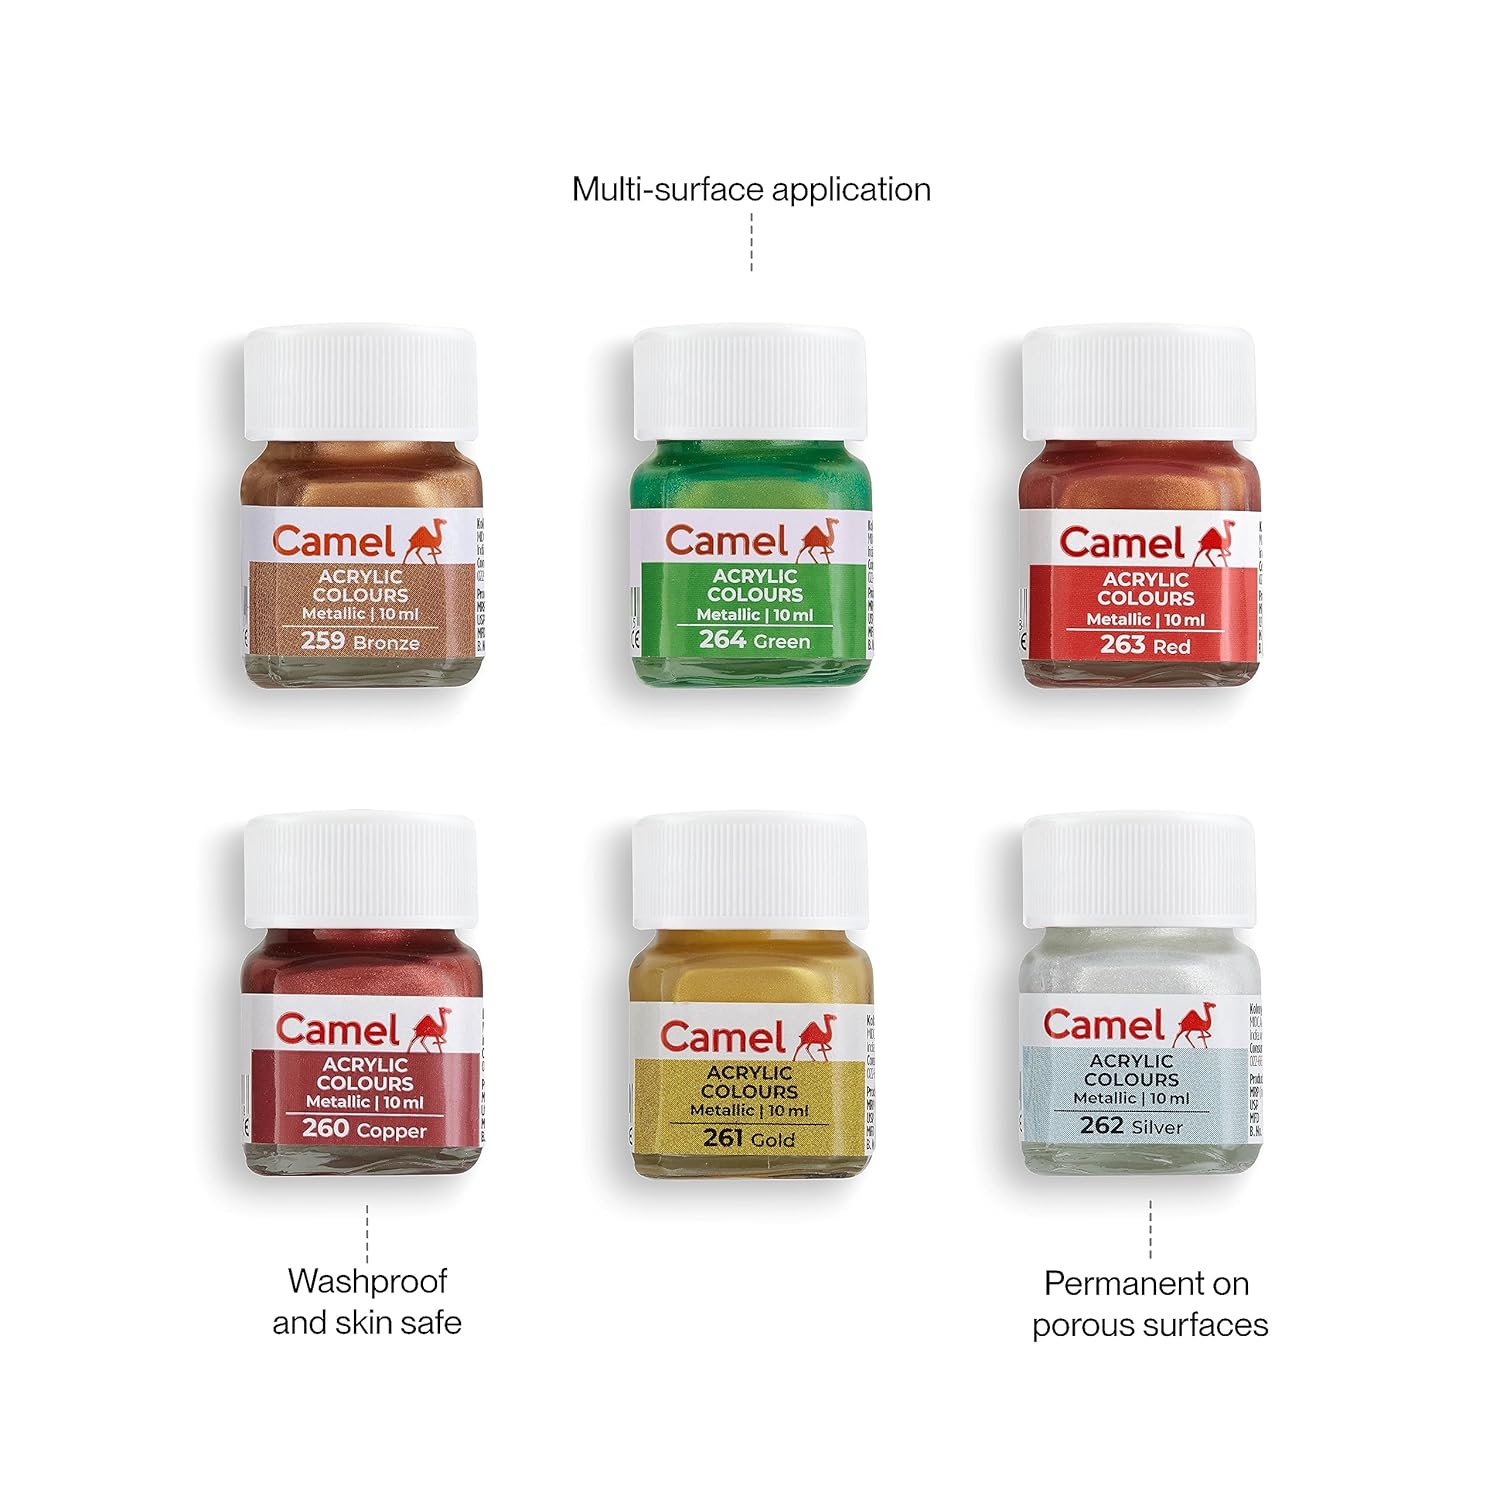 Multi-surface application
Camel
ACRYLIC
COLOURS
Metallic | 10 ml
259 Bronze
Camel
ACRYLIC
COLOURS
Metallic | 10 ml
264 Green
Camel
ACRYLIC
COLOURS
Metallic | 10 ml
263 Red
Camel
ACRYLIC
COLOURS
Metallic | 10 ml
260 Copper
Camel
ACRYLIC
COLOURS
Metallic | 10 ml
261 Gold
Camel
ACRYLIC
COLOURS
Metallic | 10 ml
262 Silver
Washproof
and skin safe
Permanent on
porous surfaces